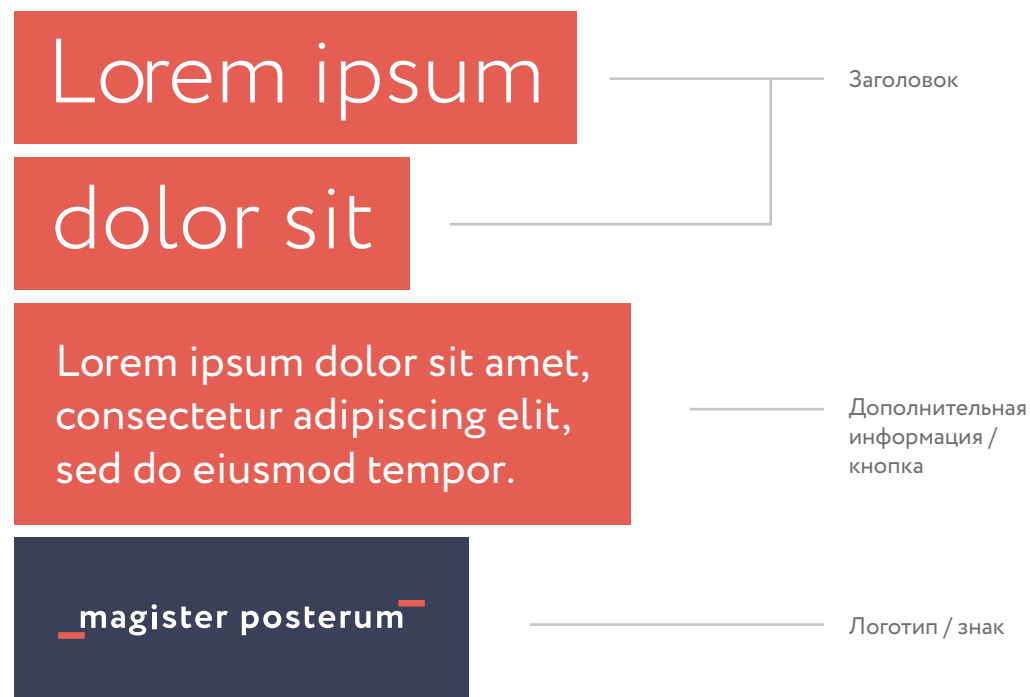 Lorem ipsum
Заголовок
dolor sit
Lorem ipsum dolor sit amet,
consectetur adipiscing elit,
sed do eiusmod tempor.
Дополнительная
информация /
кнопка
magister posterum
Логотип / знак